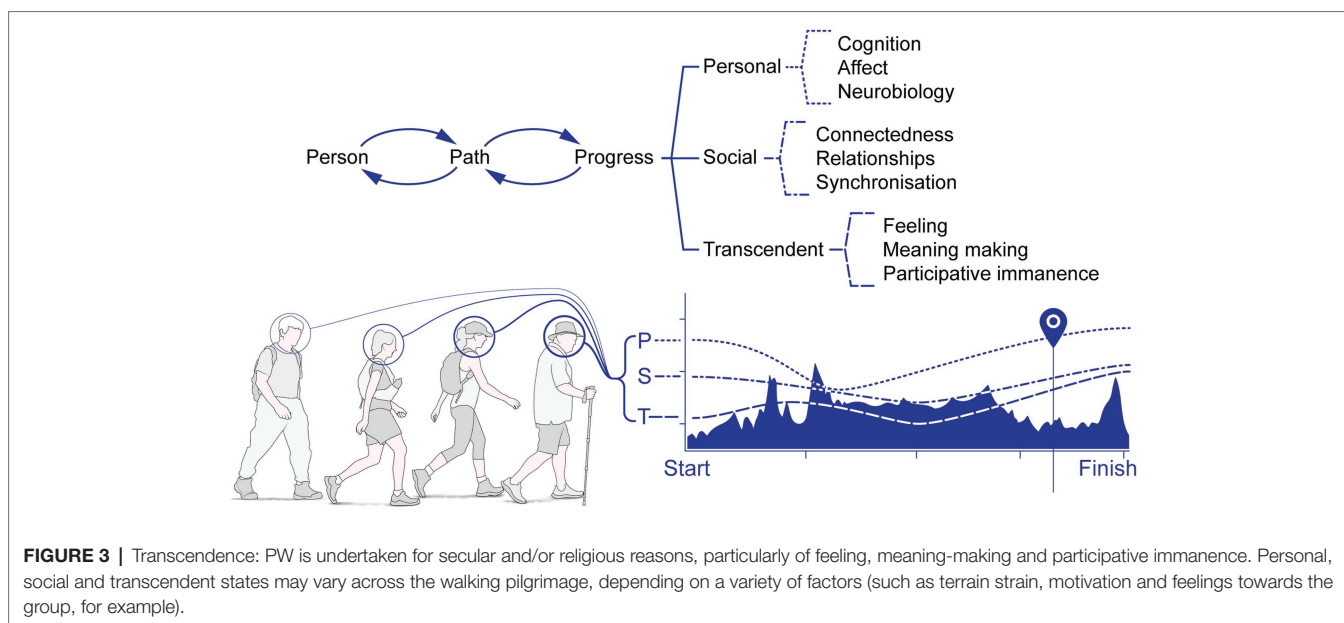 Personal
Cognition
Affect
Neurobiology
Person
Path
Progress
Social
Connectedness
Relationships
Synchronisation
Transcendent
Feeling
Meaning making
Participative immanence
P
S
T
Start
Finish
FIGURE 3 | Transcendence: PW is undertaken for secular and/or religious reasons, particularly of feeling, meaning-making and participative immanence. Personal,
social and transcendent states may vary across the walking pilgrimage, depending on a variety of factors (such as terrain strain, motivation and feelings towards the
group, for example).